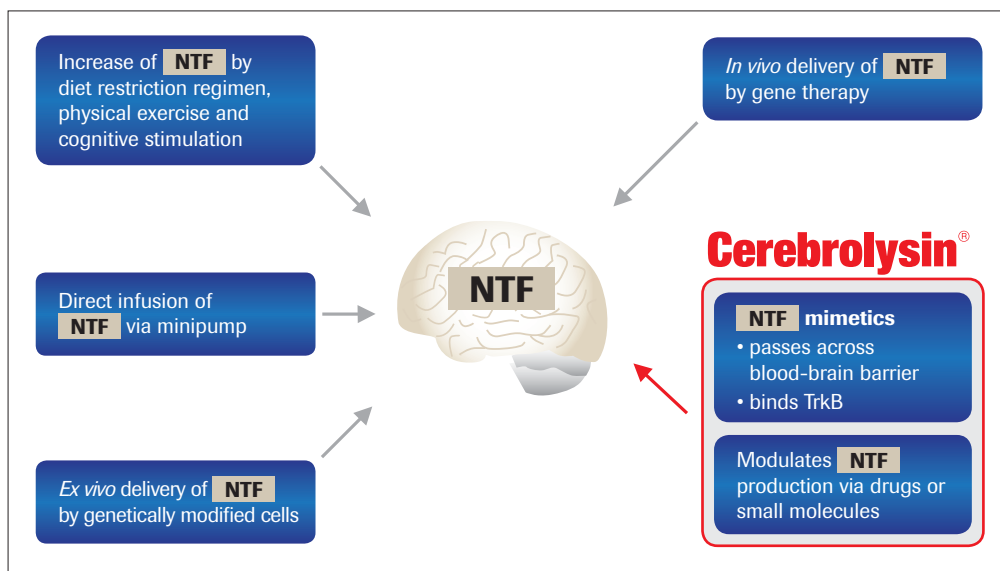 Increase of NTF by
diet restriction regimen,
physical exercise and
cognitive stimulation
In vivo delivery of NTF
by gene therapy
Direct infusion of
NTF via minipump
NTF
Cerebrolysin®
NTF mimetics
• passes across
blood-brain barrier
• binds TrkB
Modulates NTF
production via drugs or
small molecules
Ex vivo delivery of NTF
by genetically modified cells